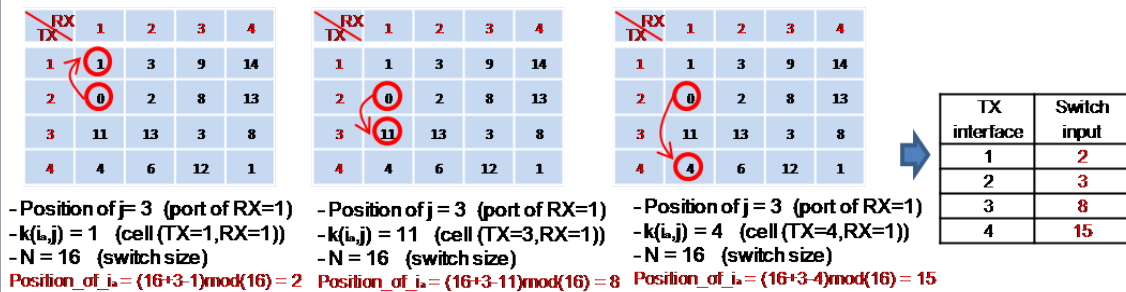 RX
TX 1 2 3 4
1 1 3 9 14
2 0 2 8 13
3 11 13 3 8
4 4 6 12 1
- Position of j= 3 (port of RX=1)
- k(iₐ,j) = 1 (cell (TX=1,RX=1))
- N = 16 (switch size)
Position_of_iₐ = (16+3-1)mod(16) = 2
RX
TX 1 2 3 4
1 1 3 9 14
2 0 2 8 13
3 11 13 3 8
4 4 6 12 1
- Position of j = 3 (port of RX=1)
- k(iₐ,j) = 11 (cell (TX=3,RX=1))
- N = 16 (switch size)
Position_of_iₐ = (16+3-11)mod(16) = 8
RX
TX 1 2 3 4
1 1 3 9 14
2 0 2 8 13
3 11 13 3 8
4 4 6 12 1
- Position of j = 3 (port of RX=1)
- k(iₐ,j) = 4 (cell (TX=4,RX=1))
- N = 16 (switch size)
Position_of_iₐ = (16+3-4)mod(16) = 15
TX Switch
interface input
1 2
2 3
3 8
4 15